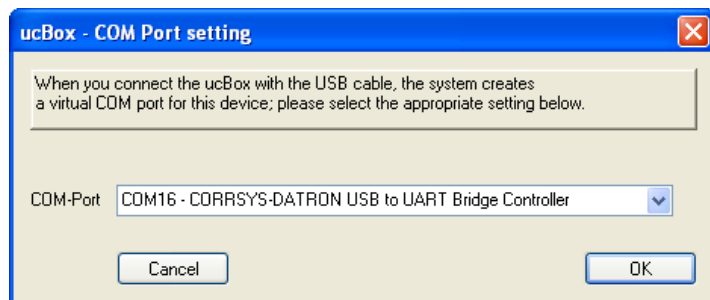 ucBox - COM Port setting
When you connect the ucBox with the USB cable, the system creates
a virtual COM port for this device; please select the appropriate setting below.
COM-Port COM16 - CORRSYS-DATRON USB to UART Bridge Controller
Cancel OK